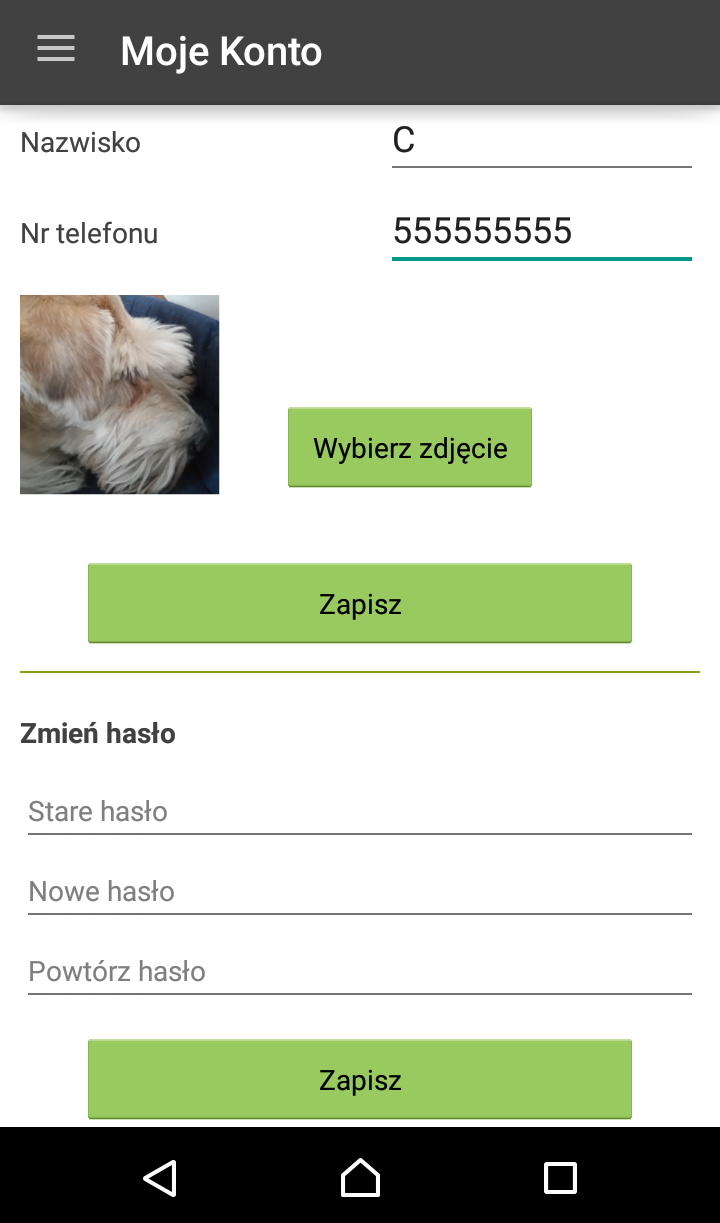 Moje Konto
Nazwisko C
Nr telefonu 555555555
Wybierz zdjęcie
Zapisz
Zmień hasło
Stare hasło
Nowe hasło
Powtórz hasło
Zapisz